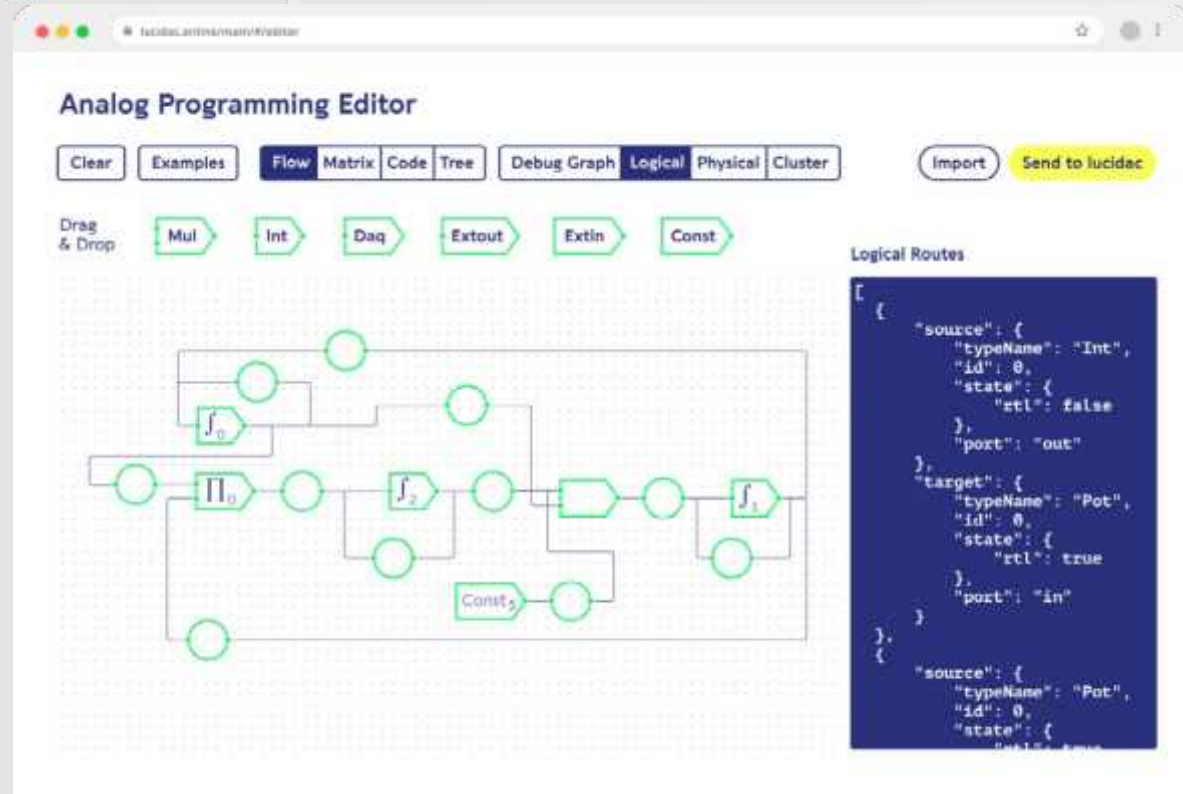 Analog Programming Editor
Clear Examples Flow Matrix Code Tree Debug Graph Logical Physical Cluster Import Send to lucidac
Drag
& Drop
Mul Int Daq Extout Extin Const
Logical Routes
[
{
"source": {
"typeName": "Int",
"id": 0,
"state": {
"rtl": false
},
"port": "out"
},
"target": {
"typeName": "Pot",
"id": 0,
"state": {
"rtl": true
},
"port": "in"
}
},
{
"source": {
"typeName": "Pot",
"id": 0,
"state": {
"rtl": true
∫0
∏0
∫2
∫1
Const5